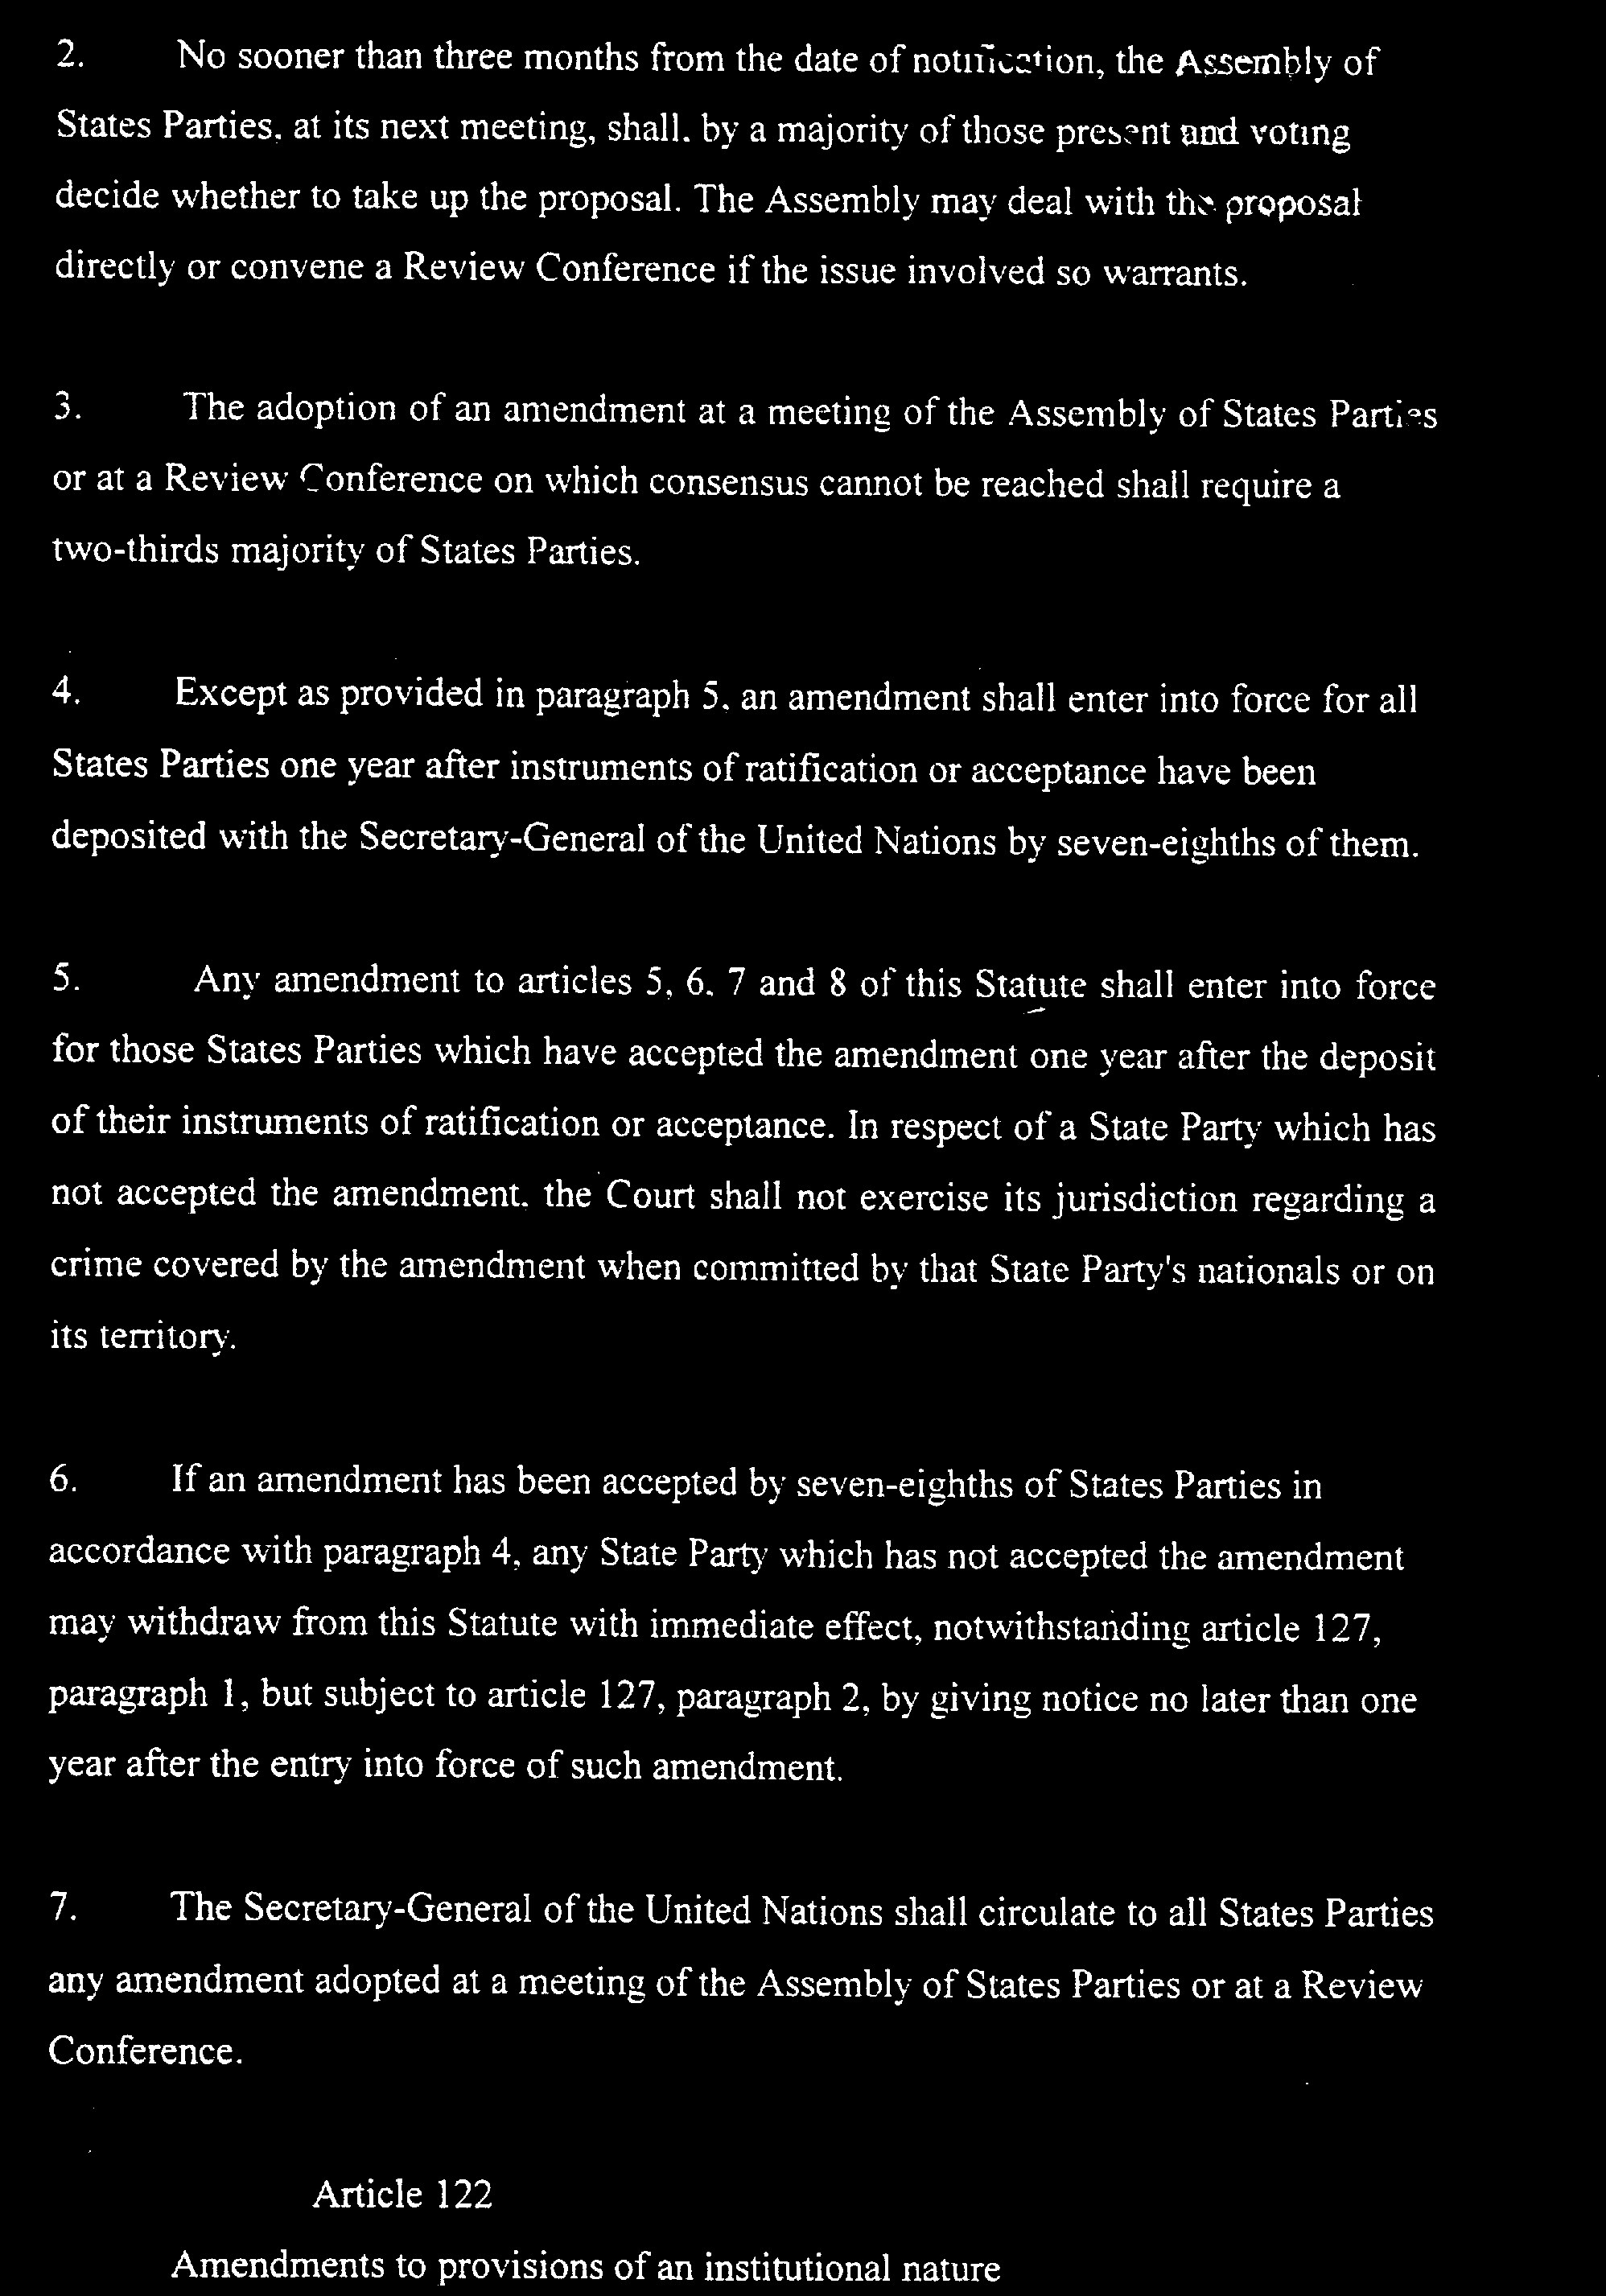 2. No sooner than three months from the date of notification, the Assembly of
States Parties, at its next meeting, shall, by a majority of those present and voting
decide whether to take up the proposal. The Assembly may deal with the proposal
directly or convene a Review Conference if the issue involved so warrants.
3. The adoption of an amendment at a meeting of the Assembly of States Parties
or at a Review Conference on which consensus cannot be reached shall require a
two-thirds majority of States Parties.
4. Except as provided in paragraph 5, an amendment shall enter into force for all
States Parties one year after instruments of ratification or acceptance have been
deposited with the Secretary-General of the United Nations by seven-eighths of them.
5. Any amendment to articles 5, 6, 7 and 8 of this Statute shall enter into force
for those States Parties which have accepted the amendment one year after the deposit
of their instruments of ratification or acceptance. In respect of a State Party which has
not accepted the amendment, the Court shall not exercise its jurisdiction regarding a
crime covered by the amendment when committed by that State Party's nationals or on
its territory.
6. If an amendment has been accepted by seven-eighths of States Parties in
accordance with paragraph 4, any State Party which has not accepted the amendment
may withdraw from this Statute with immediate effect, notwithstanding article 127,
paragraph 1, but subject to article 127, paragraph 2, by giving notice no later than one
year after the entry into force of such amendment.
7. The Secretary-General of the United Nations shall circulate to all States Parties
any amendment adopted at a meeting of the Assembly of States Parties or at a Review
Conference.
Article 122
Amendments to provisions of an institutional nature